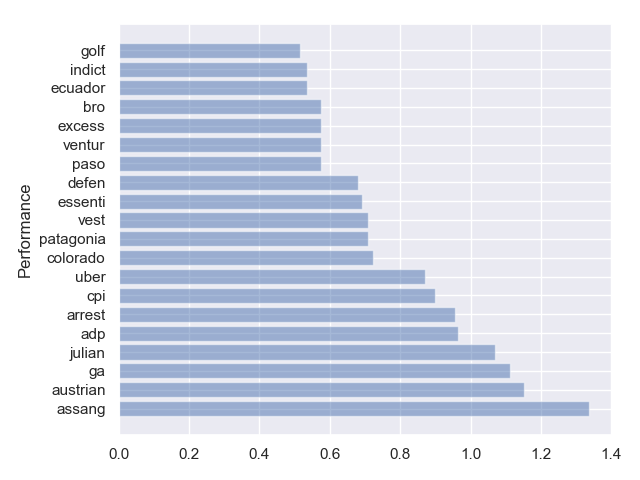 golf
indict
ecuador
bro
excess
ventur
paso
defen
essenti
vest
patagonia
colorado
uber
cpi
arrest
adp
julian
ga
austrian
assang
Performance
0.0 0.2 0.4 0.6 0.8 1.0 1.2 1.4